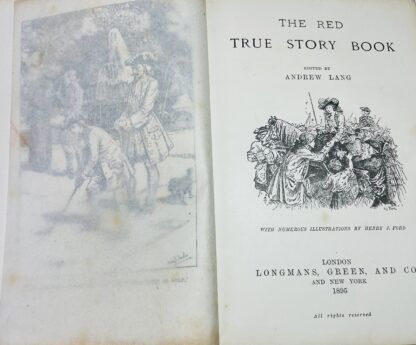 THE RED
TRUE STORY BOOK
EDITED BY
ANDREW LANG
WITH NUMEROUS ILLUSTRATIONS BY HENRY J. FORD
LONDON
LONGMANS, GREEN, AND CO
AND NEW YORK
1895
All rights reserved